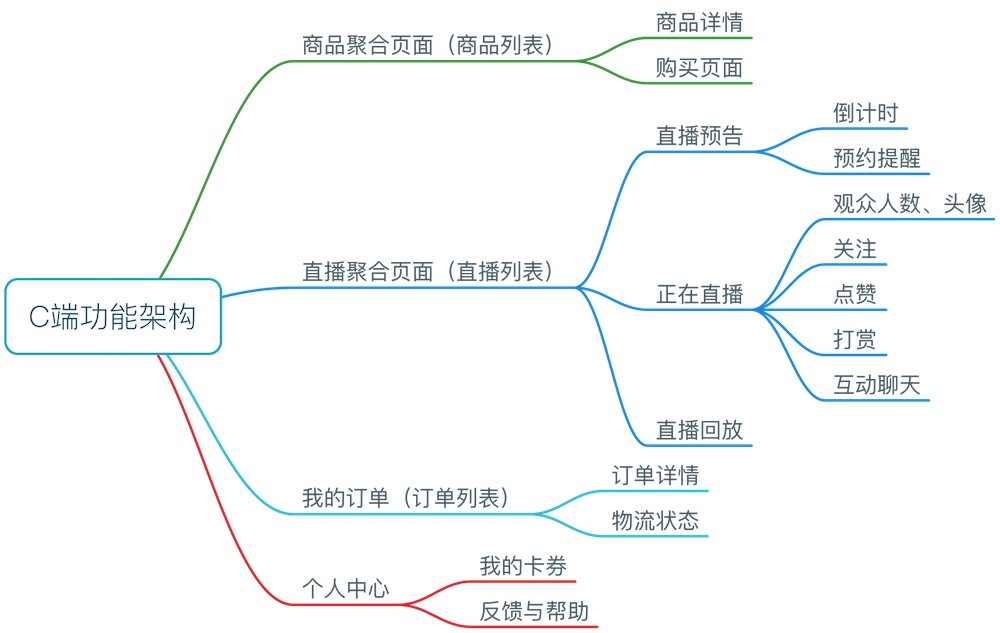 C端功能架构
商品聚合页面（商品列表）
商品详情
购买页面
直播聚合页面（直播列表）
直播预告
倒计时
预约提醒
正在直播
观众人数、头像
关注
点赞
打赏
互动聊天
直播回放
我的订单（订单列表）
订单详情
物流状态
个人中心
我的卡券
反馈与帮助